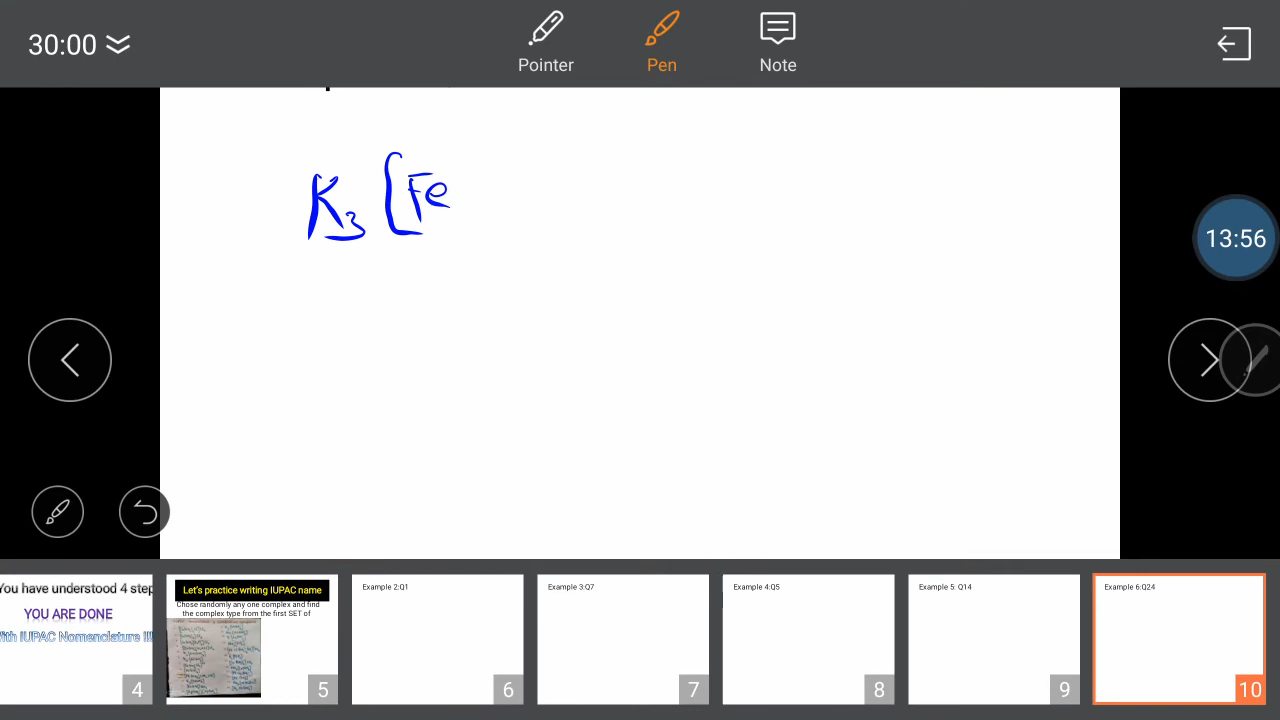 30:00
Pointer
Pen
Note
K3 [Fe
13:56
You have understood 4 step
YOU ARE DONE
With IUPAC Nomenclature !!!
4
Let's practice writing IUPAC name
Chose randomly any one complex and find
the complex type from the first SET of
5
Example 2:Q1
6
Example 3:Q7
7
Example 4:Q5
8
Example 5: Q14
9
Example 6:Q24
10